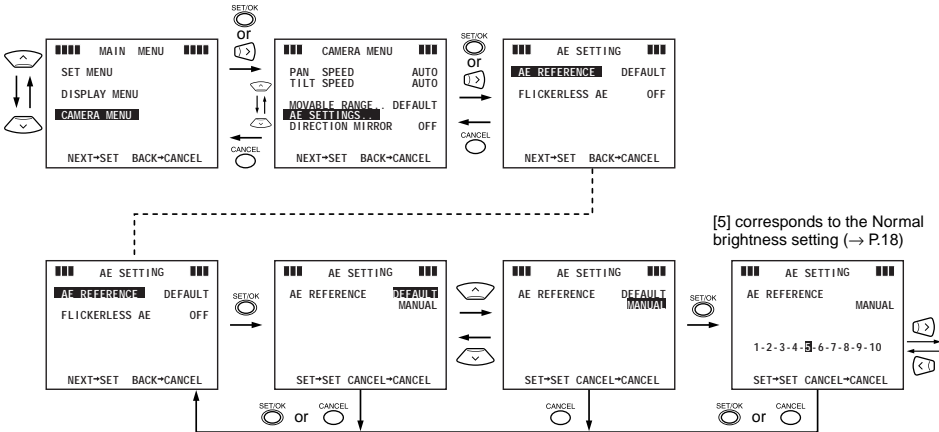 SET/OK
or
MAIN MENU
SET MENU
DISPLAY MENU
CAMERA MENU
NEXT→SET BACK→CANCEL
CANCEL
CAMERA MENU
PAN SPEED AUTO
TILT SPEED AUTO
MOVABLE RANGE.. DEFAULT
AE SETTINGS..
DIRECTION MIRROR OFF
NEXT→SET BACK→CANCEL
SET/OK
or
CANCEL
AE SETTING
AE REFERENCE DEFAULT
FLICKERLESS AE OFF
NEXT→SET BACK→CANCEL
[5] corresponds to the Normal
brightness setting (→ P.18)
AE SETTING
AE REFERENCE DEFAULT
FLICKERLESS AE OFF
NEXT→SET BACK→CANCEL
SET/OK
AE SETTING
AE REFERENCE DEFAULT
MANUAL
SET→SET CANCEL→CANCEL
AE SETTING
AE REFERENCE DEFAULT
MANUAL
SET→SET CANCEL→CANCEL
SET/OK
AE SETTING
AE REFERENCE
MANUAL
1-2-3-4-5-6-7-8-9-10
SET→SET CANCEL→CANCEL
SET/OK or CANCEL
CANCEL
SET/OK or CANCEL